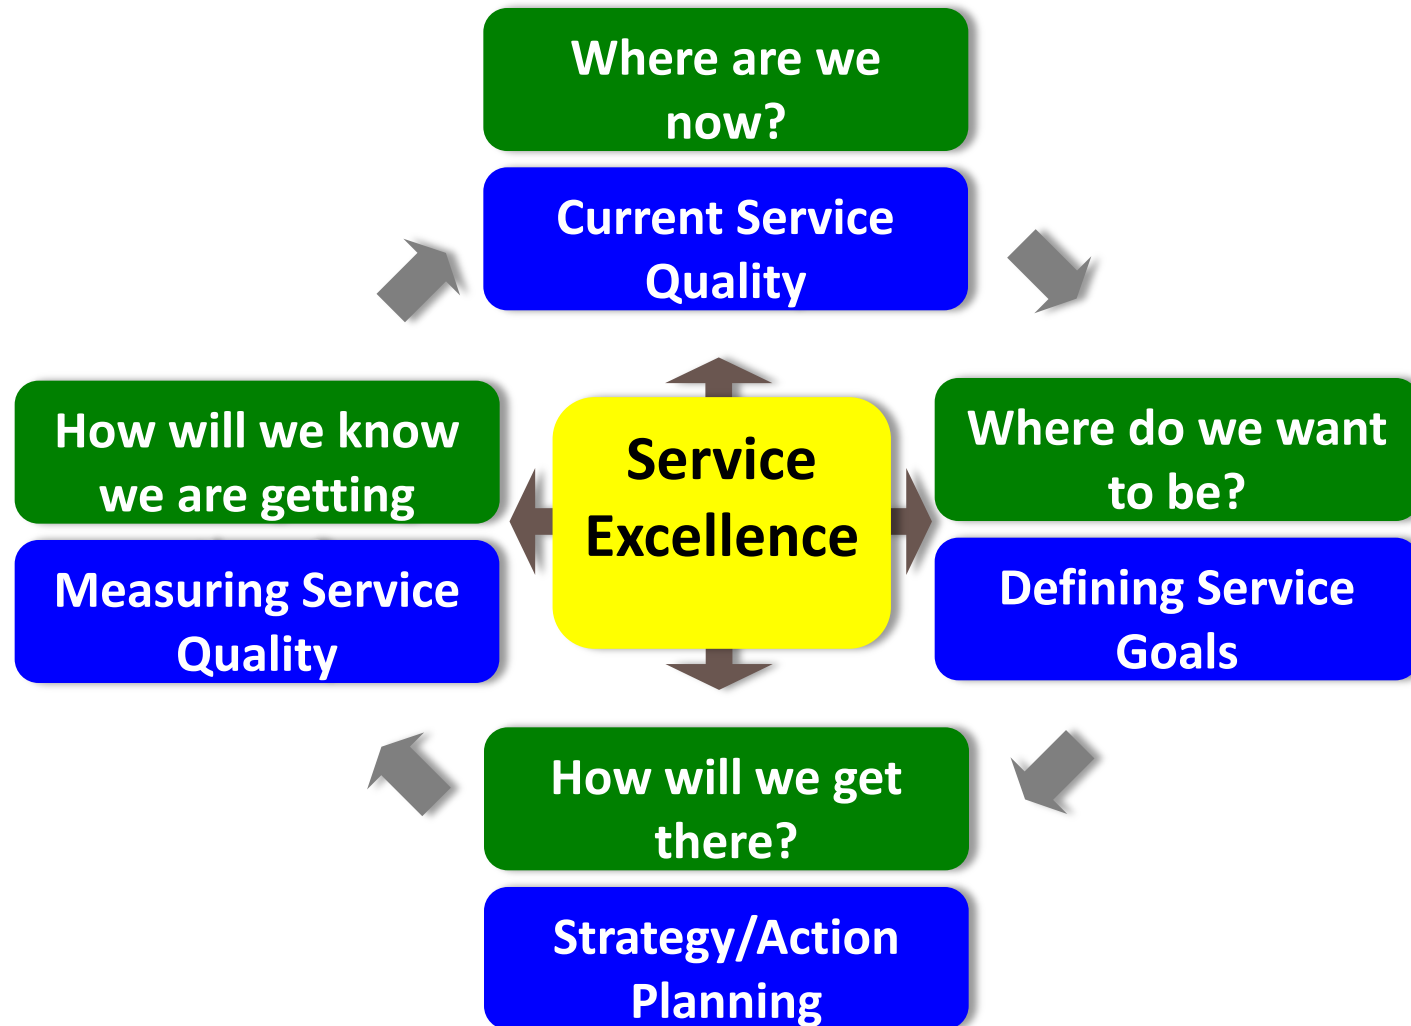 Where are we
now?
Current Service
Quality
How will we know
we are getting
Measuring Service
Quality
Service
Excellence
Where do we want
to be?
Defining Service
Goals
How will we get
there?
Strategy/Action
Planning